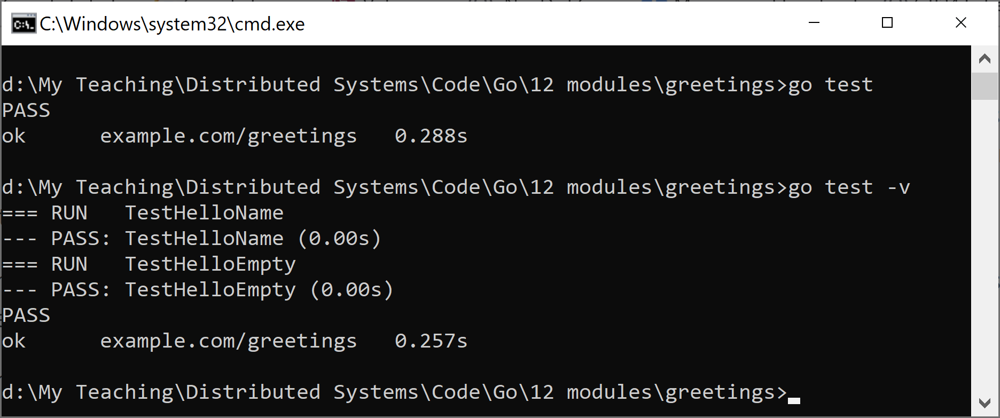 C:\Windows\system32\cmd.exe
d:\My Teaching\Distributed Systems\Code\Go\12 modules\greetings>go test
PASS
ok      example.com/greetings   0.288s
d:\My Teaching\Distributed Systems\Code\Go\12 modules\greetings>go test -v
=== RUN   TestHelloName
--- PASS: TestHelloName (0.00s)
=== RUN   TestHelloEmpty
--- PASS: TestHelloEmpty (0.00s)
PASS
ok      example.com/greetings   0.257s
d:\My Teaching\Distributed Systems\Code\Go\12 modules\greetings>